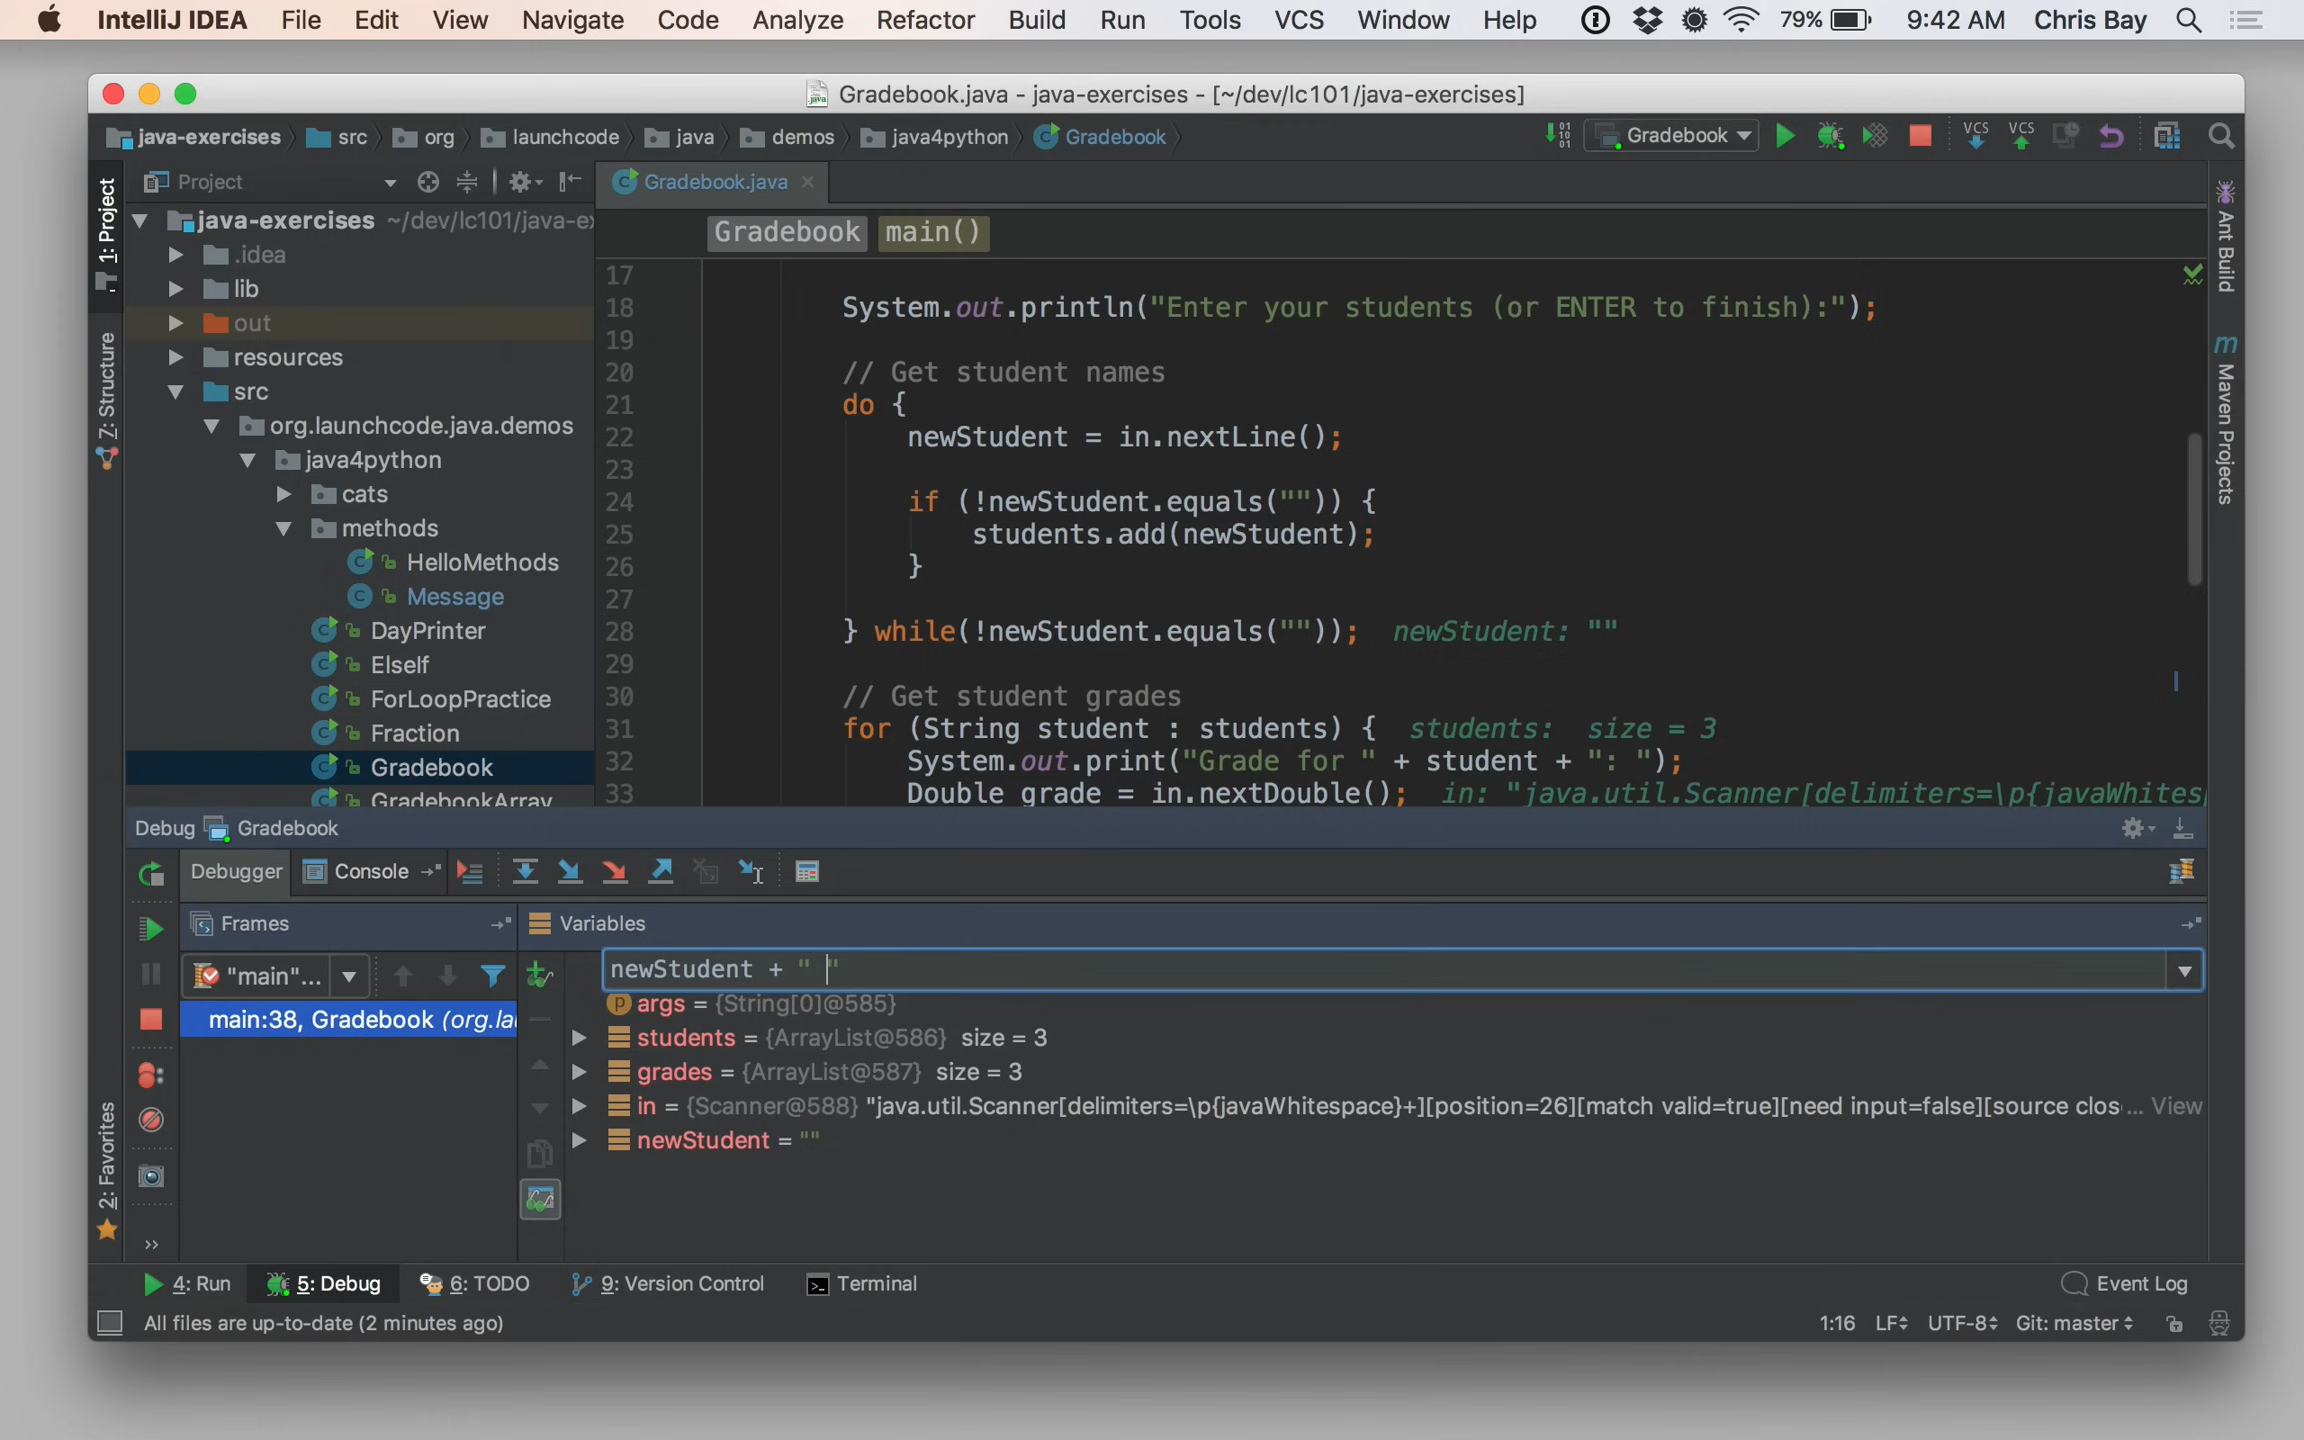 IntelliJ IDEA File Edit View Navigate Code Analyze Refactor Build Run Tools VCS Window Help 79% 9:42 AM Chris Bay
Gradebook.java - java-exercises - [~/dev/lc101/java-exercises]
java-exercises src org launchcode java demos java4python Gradebook Gradebook VCS VCS
1: Project
7: Structure
2: Favorites
Project
java-exercises ~/dev/lc101/java-ex
.idea
lib
out
resources
src
org.launchcode.java.demos
java4python
cats
methods
HelloMethods
Message
DayPrinter
ElseIf
ForLoopPractice
Fraction
Gradebook
GradebookArray
Gradebook.java
Gradebook main()
17
18 System.out.println("Enter your students (or ENTER to finish):");
19
20 // Get student names
21 do {
22 newStudent = in.nextLine();
23
24 if (!newStudent.equals("")) {
25 students.add(newStudent);
26 }
27
28 } while(!newStudent.equals("")); newStudent: ""
29
30 // Get student grades
31 for (String student : students) { students: size = 3
32 System.out.print("Grade for " + student + ": ");
33 Double grade = in.nextDouble(); in: "java.util.Scanner[delimiters=\p{javaWhitesp
Ant Build
Maven Projects
Debug Gradebook
Debugger Console
Frames
"main"...
main:38, Gradebook (org.lau
Variables
newStudent + " "
args = {String[0]@585}
students = {ArrayList@586} size = 3
grades = {ArrayList@587} size = 3
in = {Scanner@588} "java.util.Scanner[delimiters=\p{javaWhitespace}+][position=26][match valid=true][need input=false][source clos... View
newStudent = ""
4: Run 5: Debug 6: TODO 9: Version Control Terminal Event Log
All files are up-to-date (2 minutes ago) 1:16 LF UTF-8 Git: master